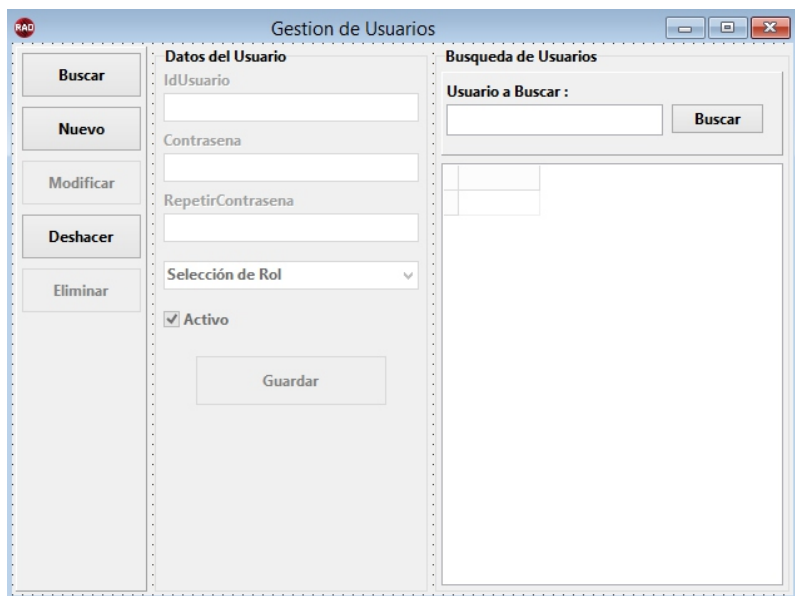 RAD
Gestion de Usuarios
Buscar
Nuevo
Modificar
Deshacer
Eliminar
Datos del Usuario
IdUsuario
Contrasena
RepetirContrasena
Selección de Rol
Activo
Guardar
Busqueda de Usuarios
Usuario a Buscar :
Buscar